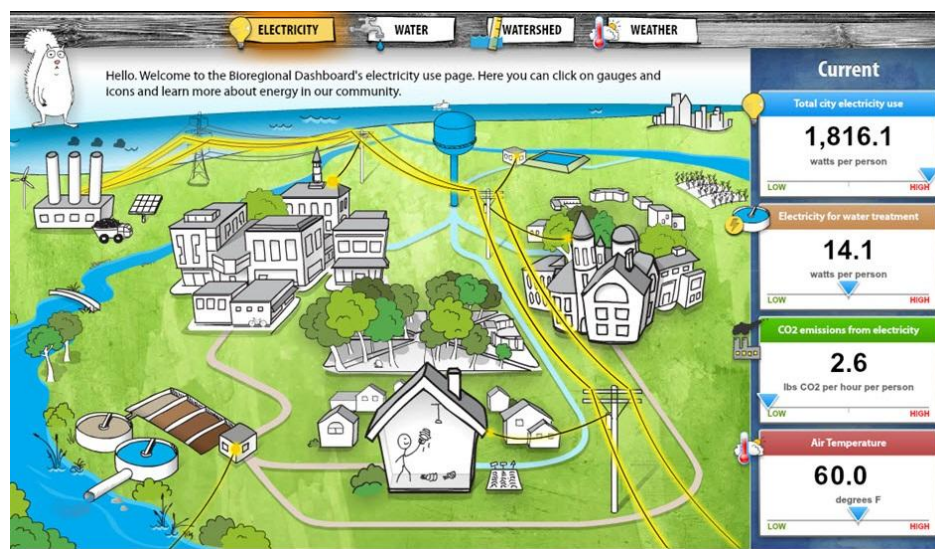 ELECTRICITY
WATER
WATERSHED
WEATHER
Hello. Welcome to the Bioregional Dashboard's electricity use page. Here you can click on gauges and
icons and learn more about energy in our community.
Current
Total city electricity use
1,816.1
watts per person
LOW HIGH
Electricity for water treatment
14.1
watts per person
LOW HIGH
CO2 emissions from electricity
2.6
lbs CO2 per hour per person
LOW HIGH
Air Temperature
60.0
degrees F
LOW HIGH